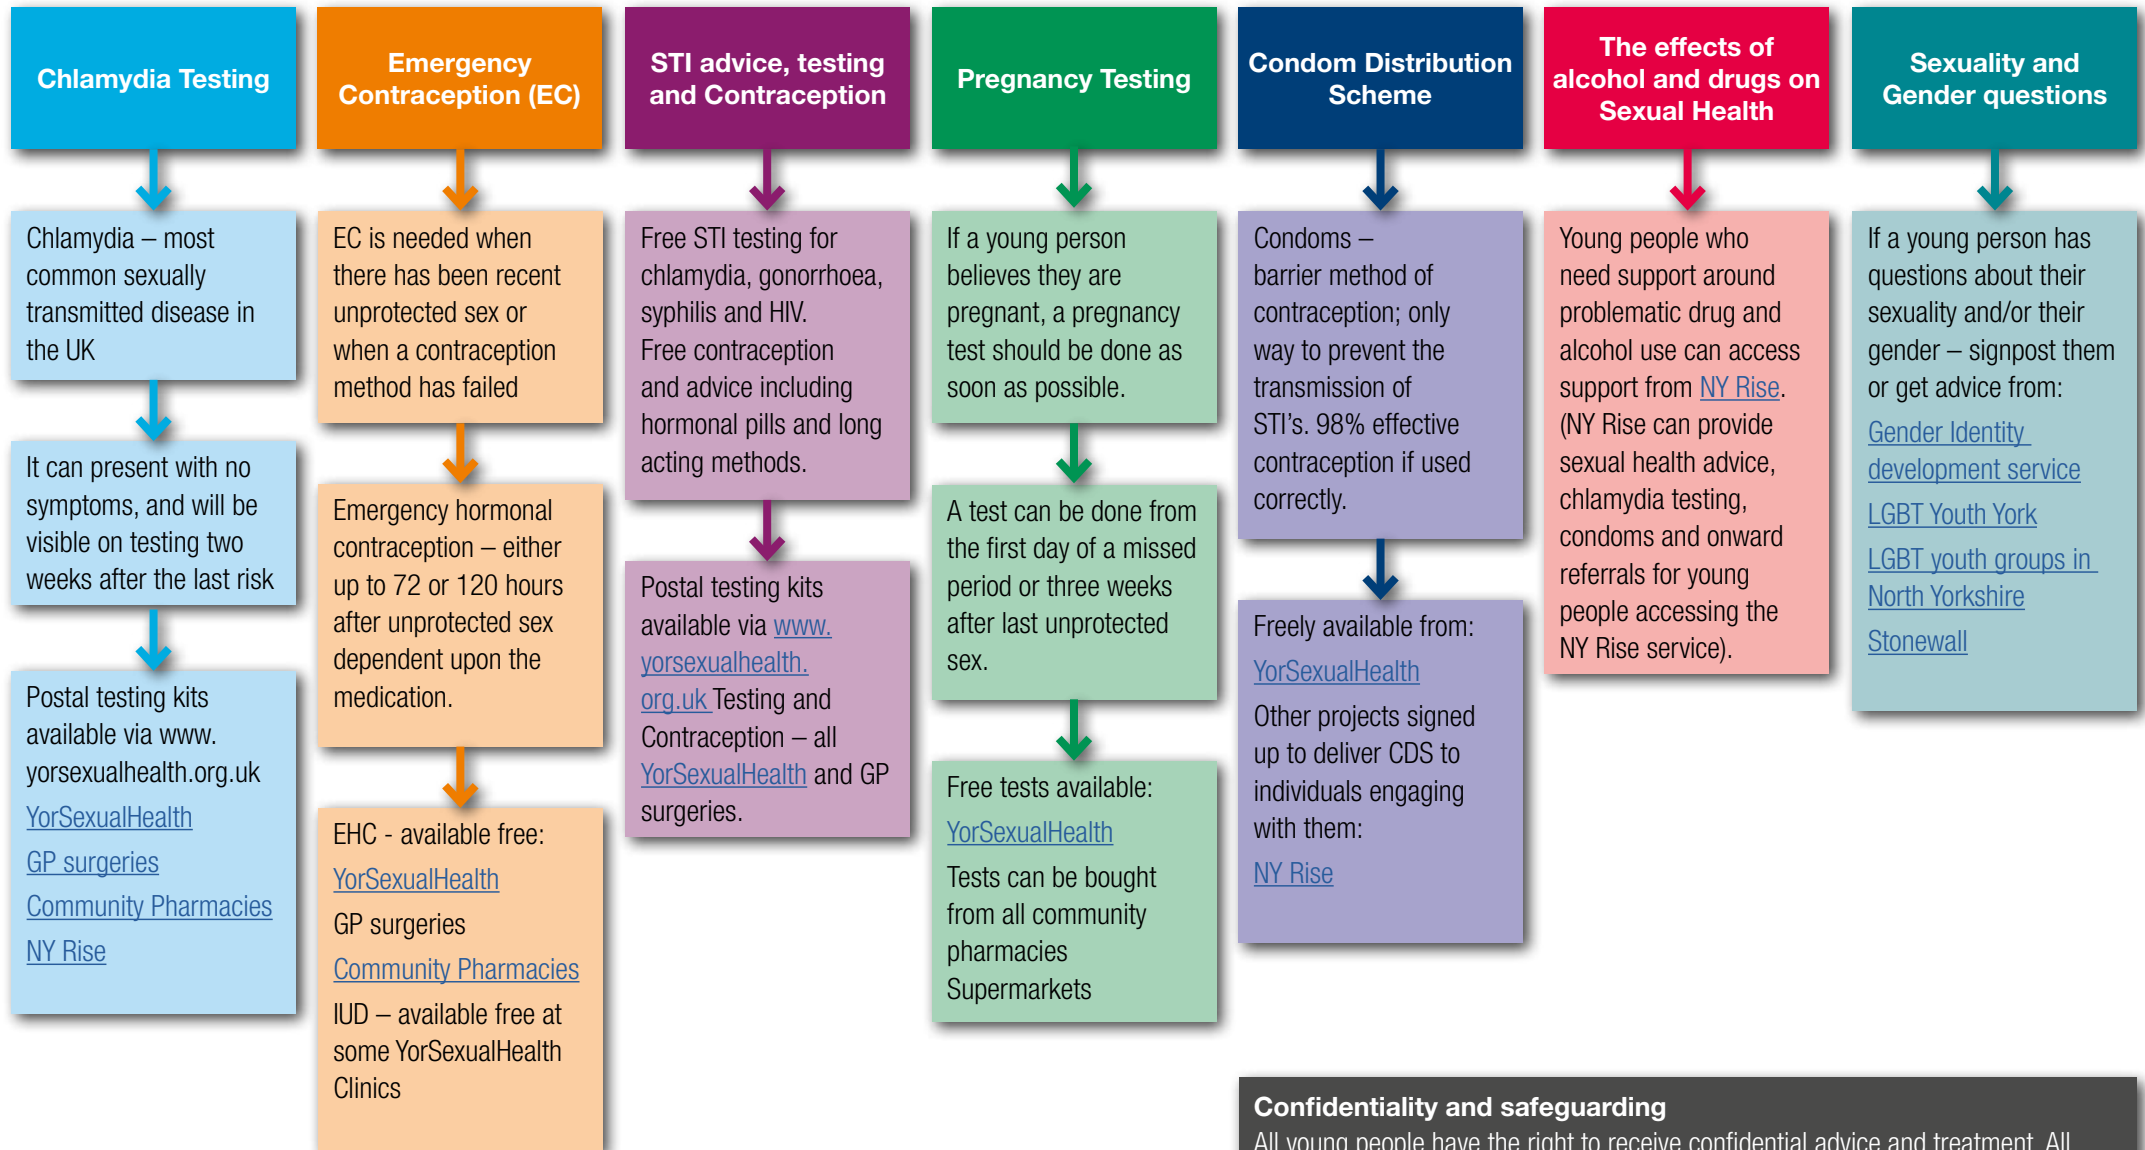 Chlamydia Testing
Chlamydia – most
common sexually
transmitted disease in
the UK
It can present with no
symptoms, and will be
visible on testing two
weeks after the last risk
Postal testing kits
available via www.
yorsexualhealth.org.uk
YorSexualHealth
GP surgeries
Community Pharmacies
NY Rise
Emergency
Contraception (EC)
EC is needed when
there has been recent
unprotected sex or
when a contraception
method has failed
Emergency hormonal
contraception – either
up to 72 or 120 hours
after unprotected sex
dependent upon the
medication.
EHC - available free:
YorSexualHealth
GP surgeries
Community Pharmacies
IUD – available free at
some YorSexualHealth
Clinics
STI advice, testing
and Contraception
Free STI testing for
chlamydia, gonorrhoea,
syphilis and HIV.
Free contraception
and advice including
hormonal pills and long
acting methods.
Postal testing kits
available via www.
yorsexualhealth.
org.uk Testing and
Contraception – all
YorSexualHealth and GP
surgeries.
Pregnancy Testing
If a young person
believes they are
pregnant, a pregnancy
test should be done as
soon as possible.
A test can be done from
the first day of a missed
period or three weeks
after last unprotected
sex.
Free tests available:
YorSexualHealth
Tests can be bought
from all community
pharmacies
Supermarkets
Condom Distribution
Scheme
Condoms –
barrier method of
contraception; only
way to prevent the
transmission of
STI's. 98% effective
contraception if used
correctly.
Freely available from:
YorSexualHealth
Other projects signed
up to deliver CDS to
individuals engaging
with them:
NY Rise
The effects of
alcohol and drugs on
Sexual Health
Young people who
need support around
problematic drug and
alcohol use can access
support from NY Rise.
(NY Rise can provide
sexual health advice,
chlamydia testing,
condoms and onward
referrals for young
people accessing the
NY Rise service).
Sexuality and
Gender questions
If a young person has
questions about their
sexuality and/or their
gender – signpost them
or get advice from:
Gender Identity
development service
LGBT Youth York
LGBT youth groups in
North Yorkshire
Stonewall
Confidentiality and safeguarding
All young people have the right to receive confidential advice and treatment. All